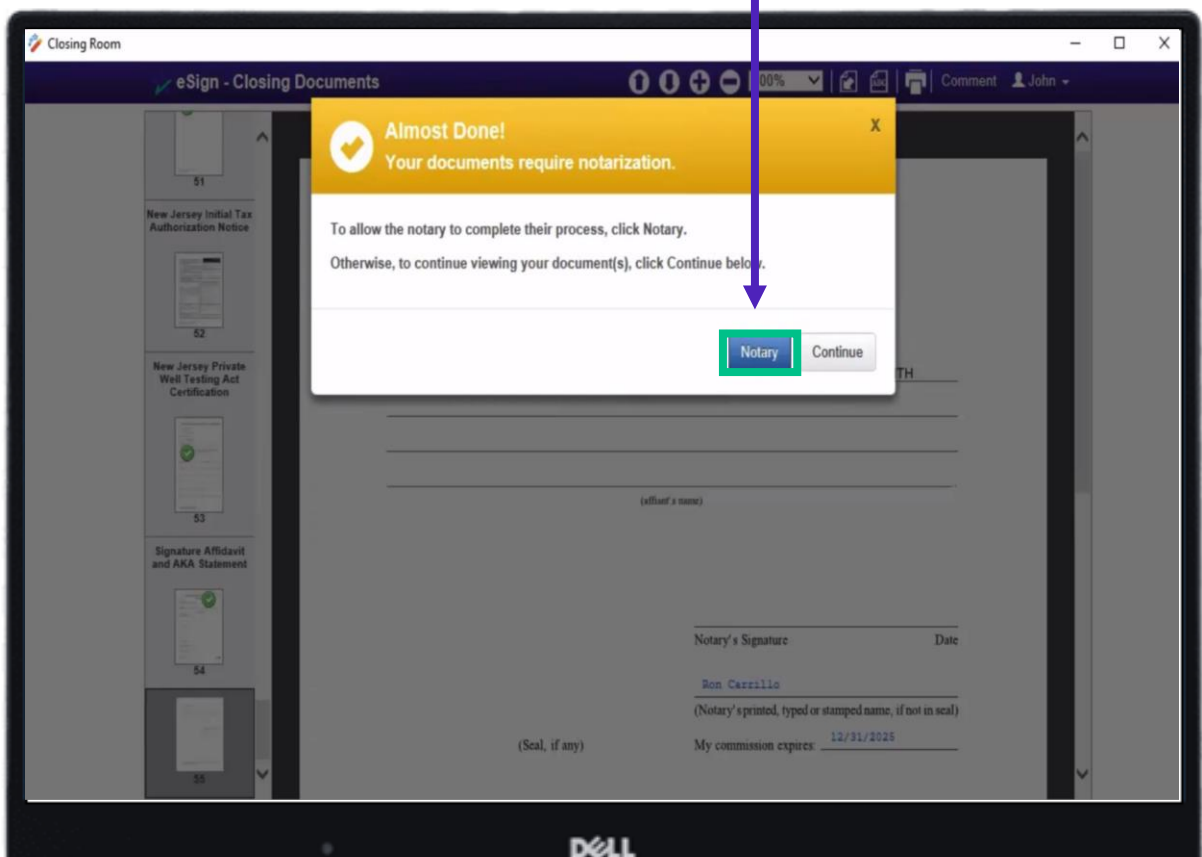 Closing Room
eSign - Closing Documents
Comment
John
Almost Done!
Your documents require notarization.
X
To allow the notary to complete their process, click Notary.
Otherwise, to continue viewing your document(s), click Continue below.
Notary
Continue
51
New Jersey Initial Tax
Authorization Notice
52
New Jersey Private
Well Testing Act
Certification
53
Signature Affidavit
and AKA Statement
54
55
TH
(affiant's name)
Notary's Signature
Date
Ron Carrillo
(Notary's printed, typed or stamped name, if not in seal)
(Seal, if any)
My commission expires:
12/31/2025
DELL